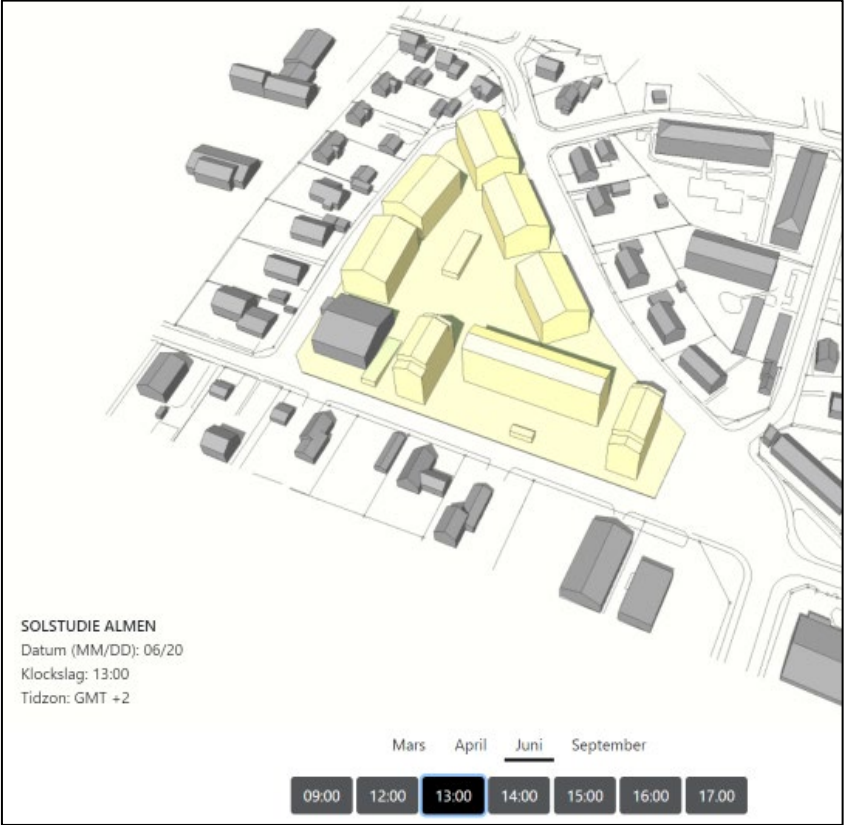 SOLSTUDIE ALMEN
Datum (MM/DD): 06/20
Klockslag: 13:00
Tidzon: GMT +2
Mars April Juni September
09:00 12:00 13:00 14:00 15:00 16:00 17.00